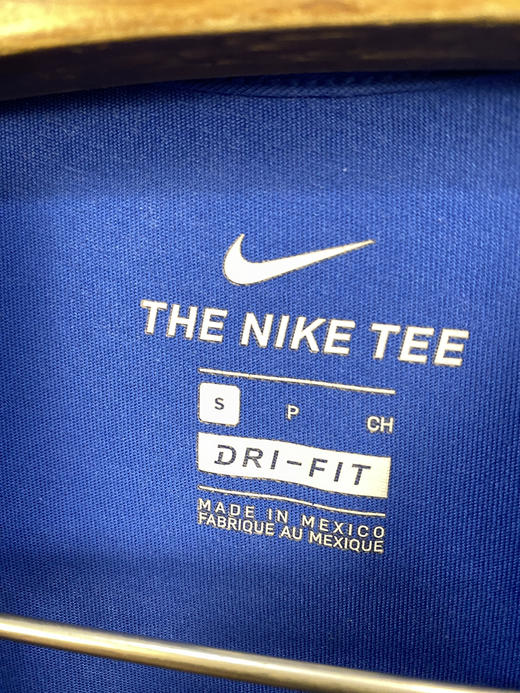 THE NIKE TEE
S P CH
DRI-FIT
MADE IN MEXICO
FABRIQUE AU MEXIQUE